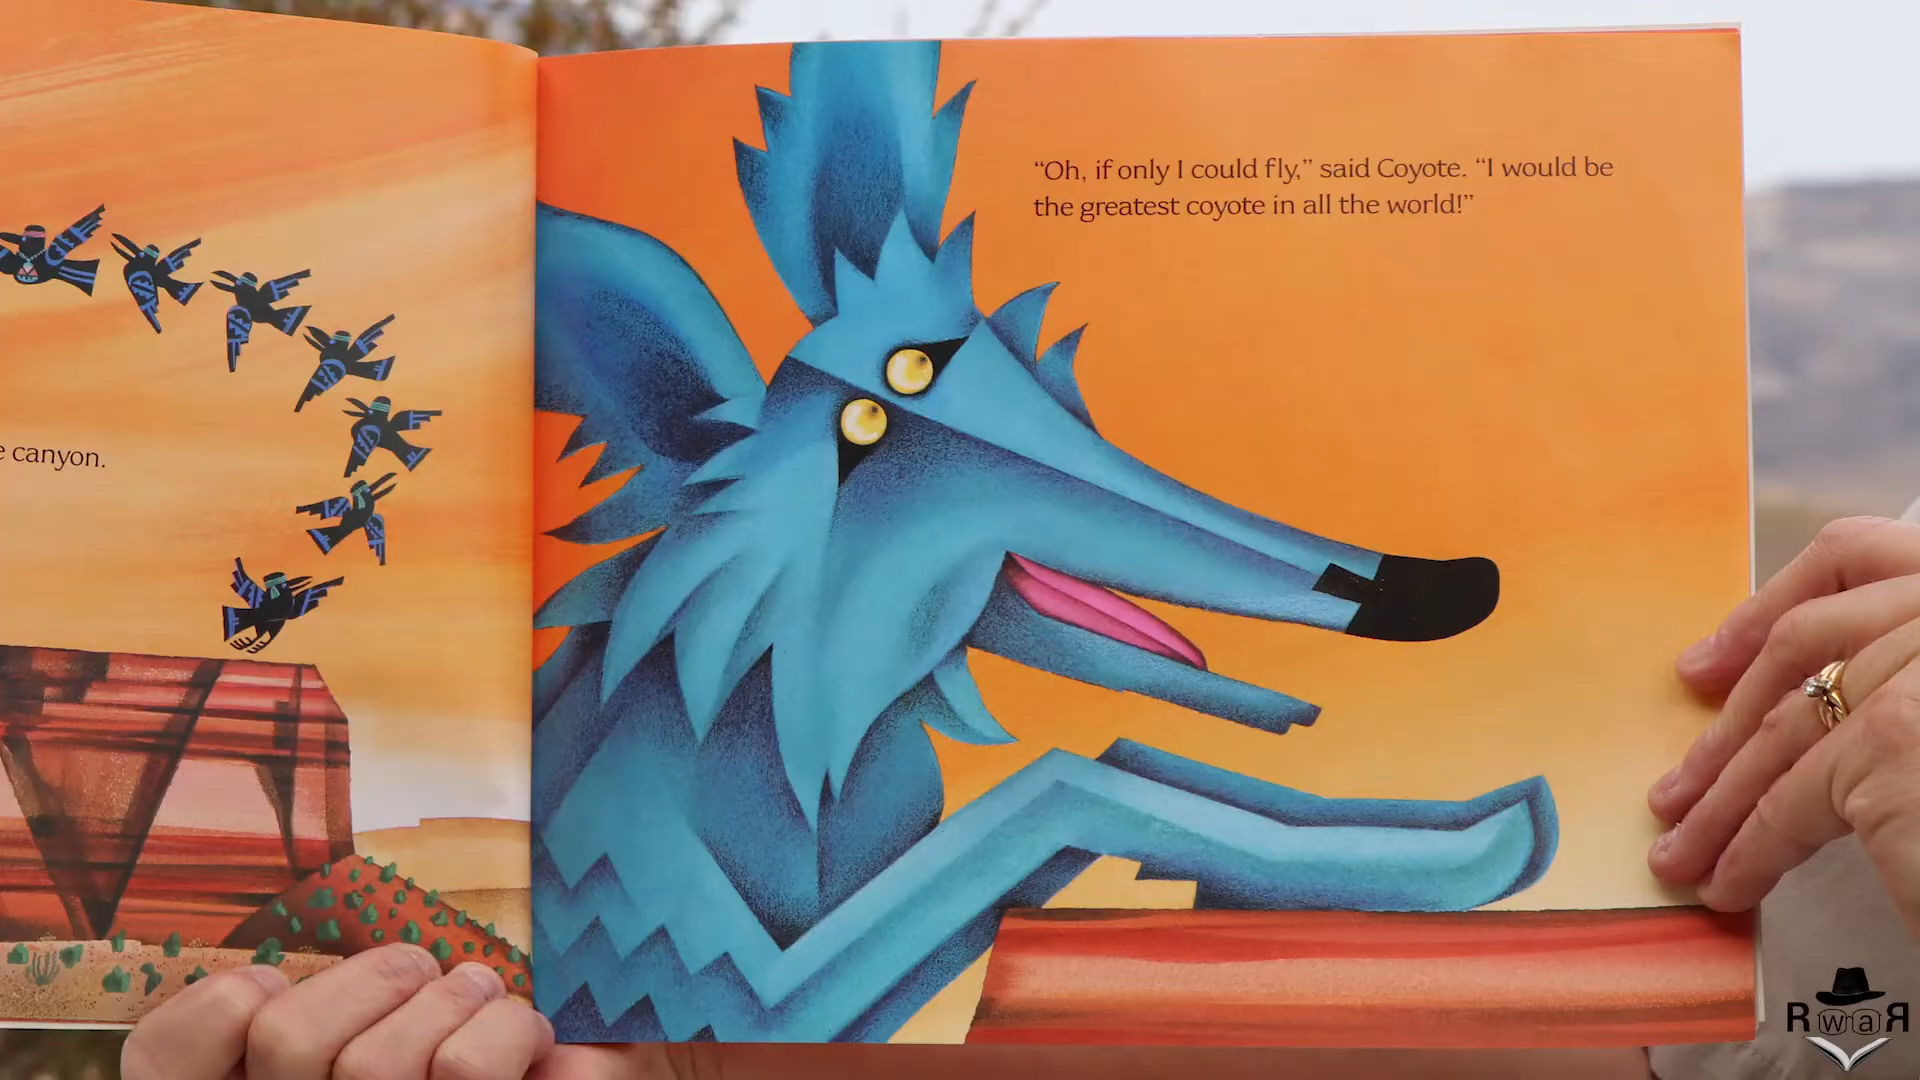 canyon.
“Oh, if only I could fly,” said Coyote. “I would be
the greatest coyote in all the world!”
RwaR